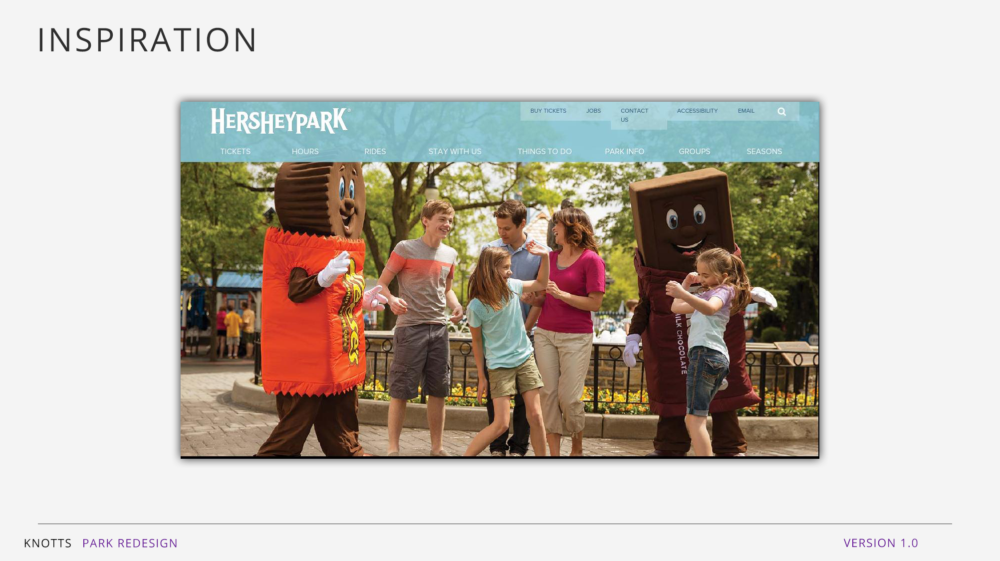 INSPIRATION
HERSHEYPARK®
BUY TICKETS JOBS CONTACT US ACCESSIBILITY EMAIL
TICKETS HOURS RIDES STAY WITH US THINGS TO DO PARK INFO GROUPS SEASONS
Reese's
MILK CHOCOLATE
KNOTTS PARK REDESIGN
VERSION 1.0